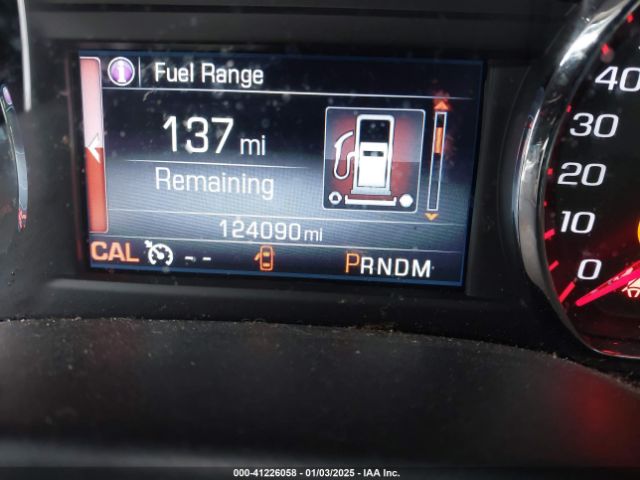 Fuel Range
137 mi
Remaining
124090 mi
CAL -- PRNDM
40
30
20
10
0
000-41226058 - 01/03/2025 - IAA Inc.